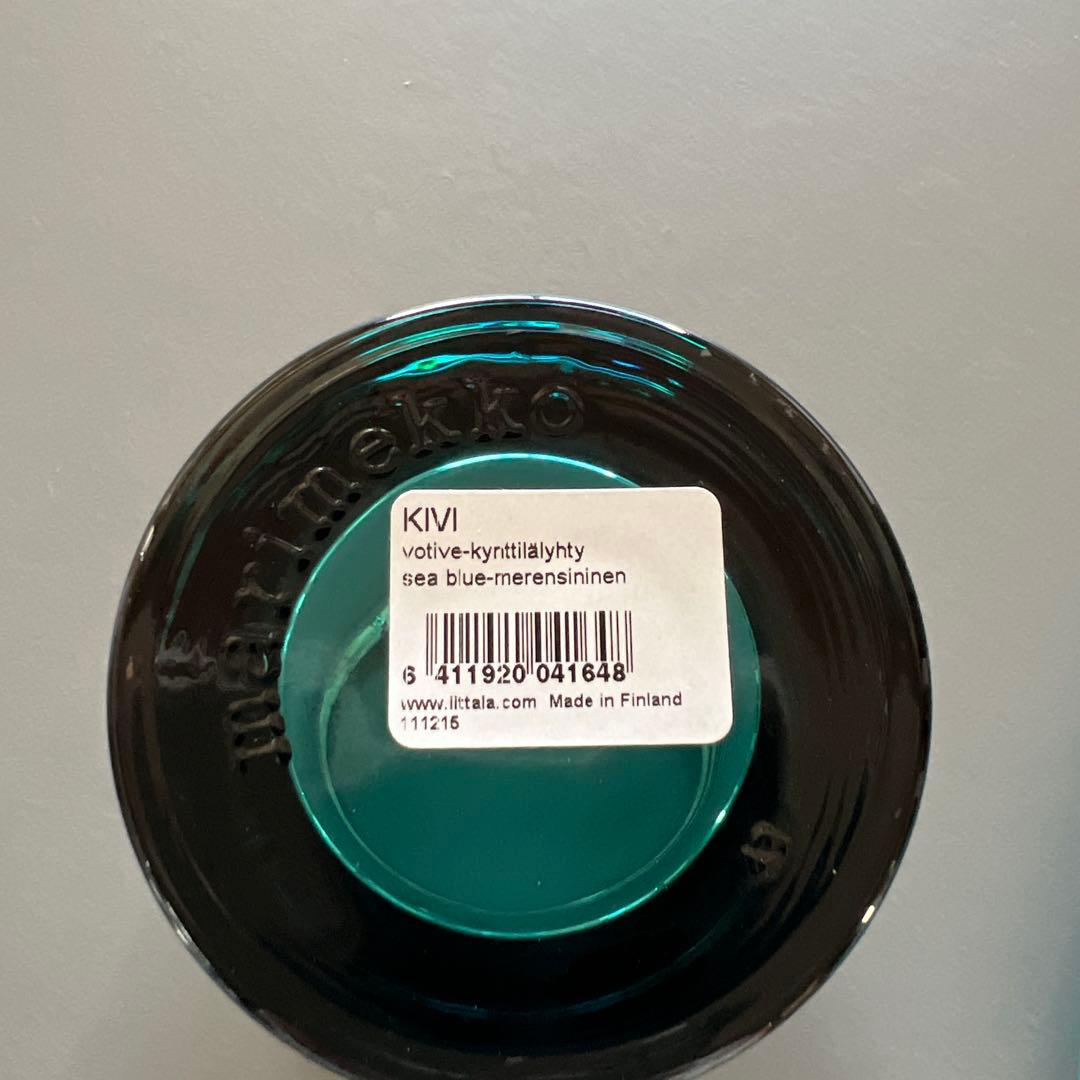 marimekko
KIVI
votive-kynttilälyhty
sea blue-merensininen
6 411920 041648
www.iittala.com Made in Finland
111215